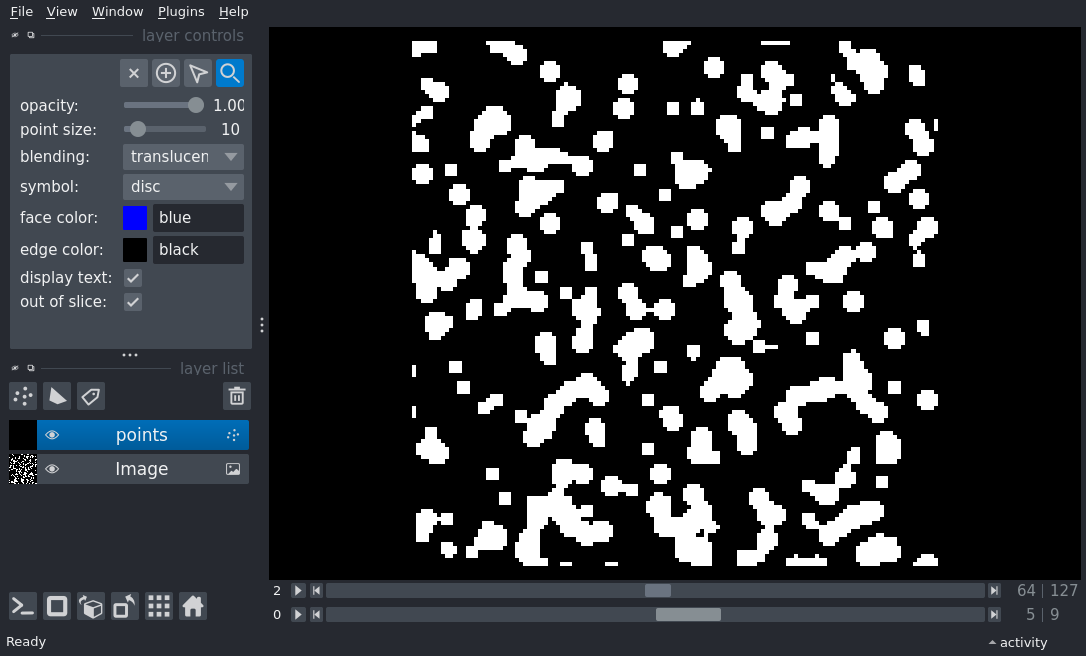 File View Window Plugins Help
layer controls
opacity: 1.00
point size: 10
blending: translucen
symbol: disc
face color: blue
edge color: black
display text:
out of slice:
layer list
points
Image
2 64 127
0 5 9
Ready activity